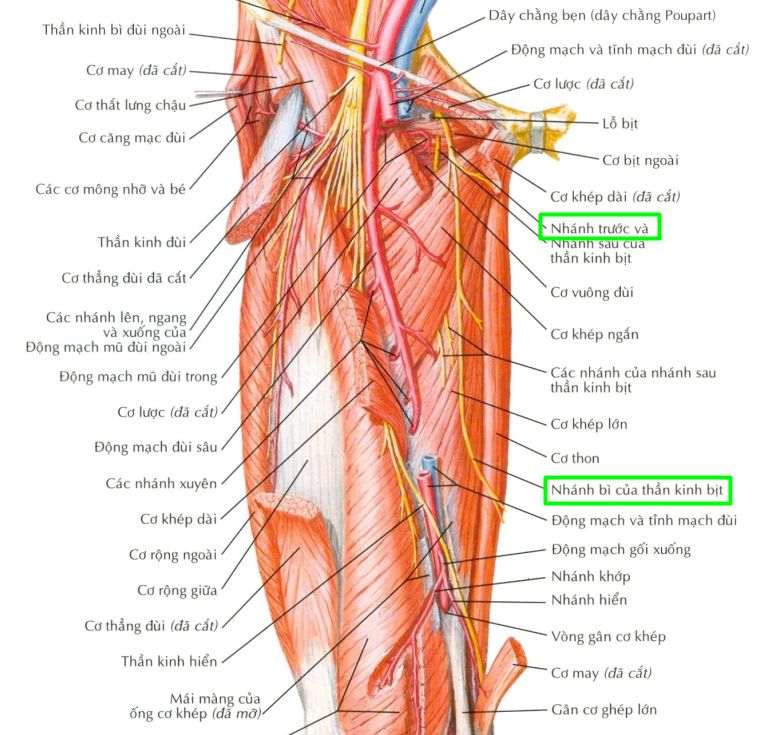 Thần kinh bì đùi ngoài
Cơ may (đã cắt)
Cơ thắt lưng chậu
Cơ căng mạc đùi
Các cơ mông nhỡ và bé
Thần kinh đùi
Cơ thẳng đùi đã cắt
Các nhánh lên, ngang
và xuống của
Động mạch mũ đùi ngoài
Động mạch mũ đùi trong
Cơ lược (đã cắt)
Động mạch đùi sâu
Các nhánh xuyên
Cơ khép dài
Cơ rộng ngoài
Cơ rộng giữa
Cơ thẳng đùi (đã cắt)
Thần kinh hiển
Mái màng của
ống cơ khép (đã mỡ)
Dây chằng bẹn (dây chằng Poupart)
Động mạch và tĩnh mạch đùi (đã cắt)
Cơ lược (đã cắt)
Lỗ bịt
Cơ bịt ngoài
Cơ khép dài (đã cắt)
Nhánh trước và
Nhánh sau của
thần kinh bịt
Cơ vuông đùi
Cơ khép ngắn
Các nhánh của nhánh sau
thần kinh bịt
Cơ khép lớn
Cơ thon
Nhánh bì của thần kinh bịt
Động mạch và tỉnh mạch đùi
Động mạch gối xuống
Nhánh khớp
Nhánh hiển
Vòng gân cơ khép
Cơ may (đã cắt)
Gân cơ ghép lớn